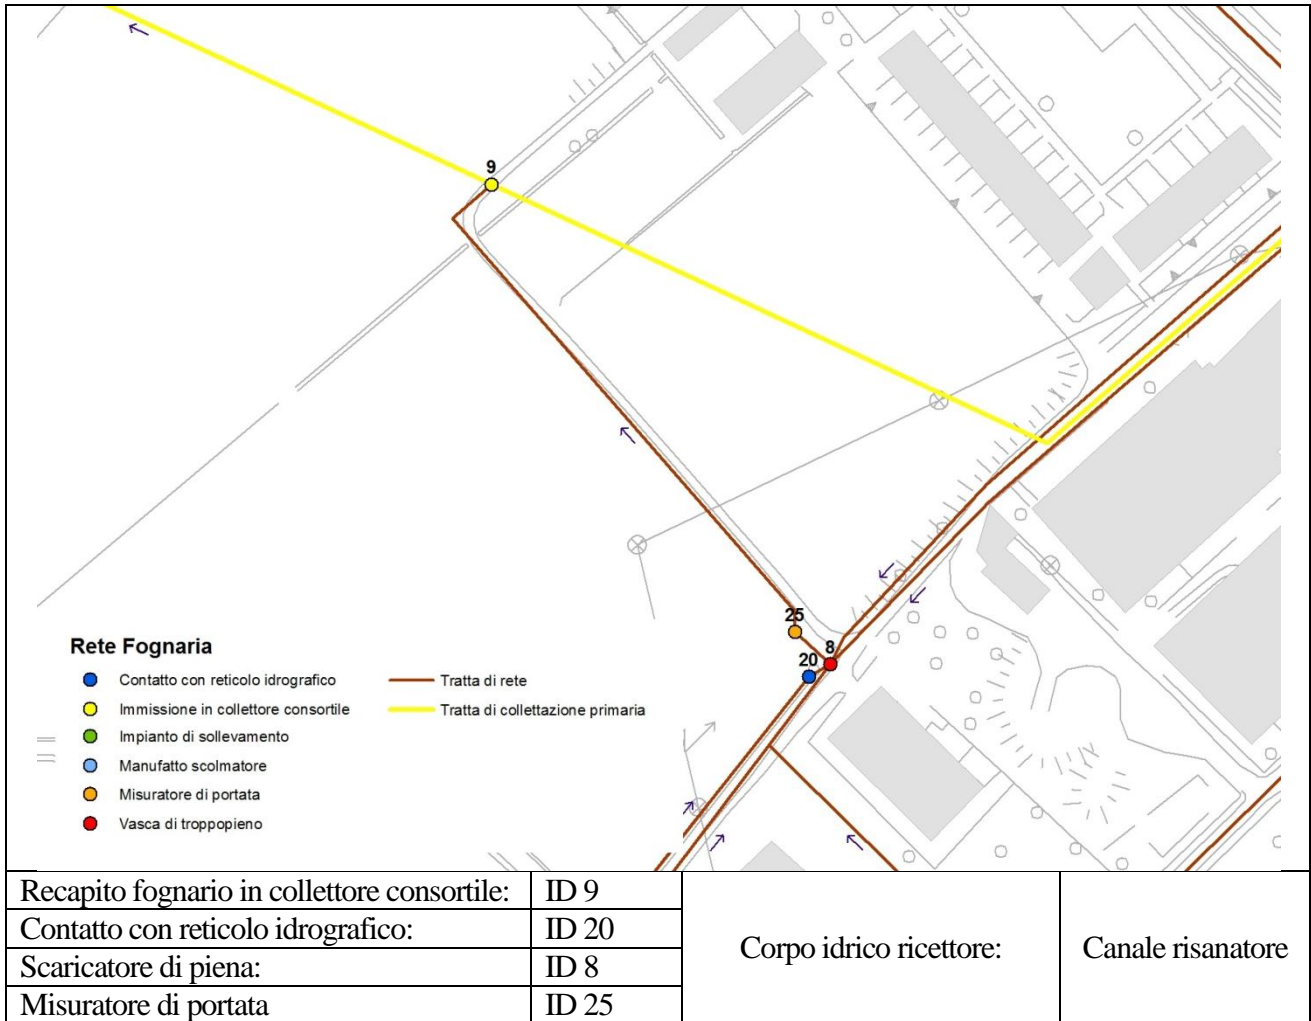 9
25
8
20
Rete Fognaria
Contatto con reticolo idrografico
Immissione in collettore consortile
Impianto di sollevamento
Manufatto scolmatore
Misuratore di portata
Vasca di troppopieno
Tratta di rete
Tratta di collettazione primaria
Recapito fognario in collettore consortile: ID 9
Contatto con reticolo idrografico: ID 20
Scaricatore di piena: ID 8
Misuratore di portata ID 25
Corpo idrico ricettore: Canale risanatore